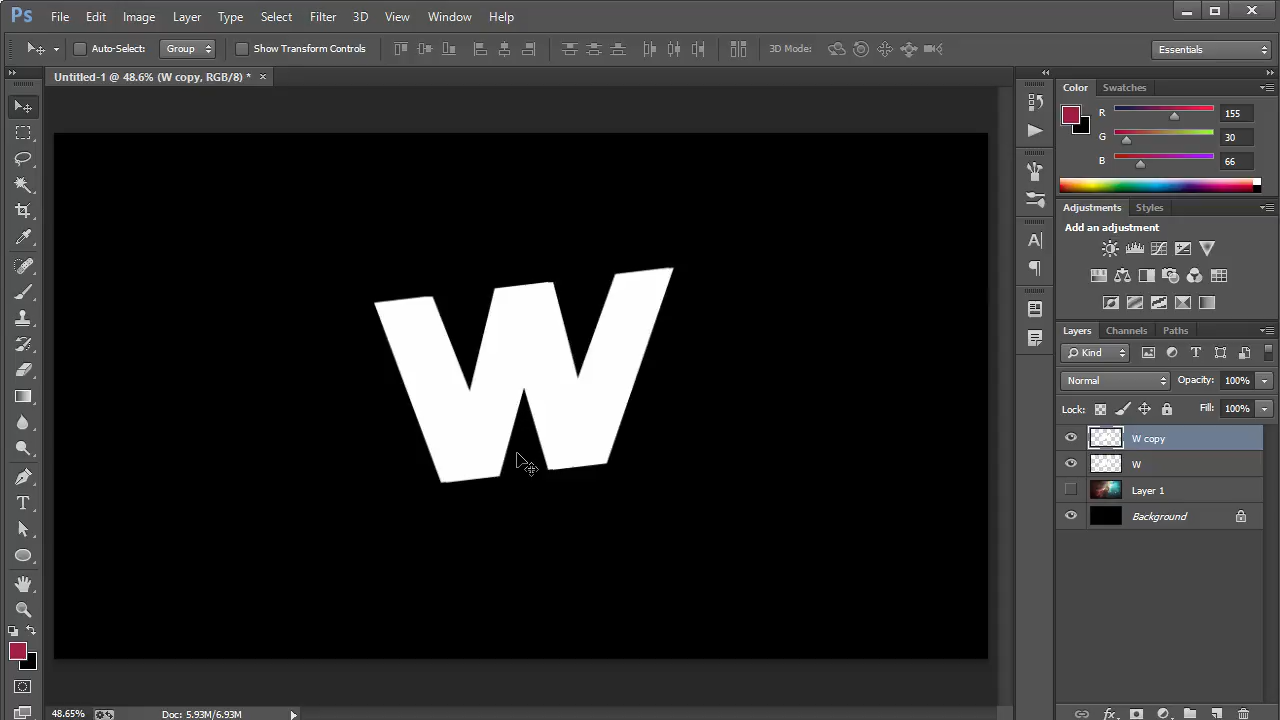 Ps File Edit Image Layer Type Select Filter 3D View Window Help
Auto-Select: Group Show Transform Controls 3D Mode: Essentials
Untitled-1 @ 48.6% (W copy, RGB/8) * ×
Color Swatches
R 155
G 30
B 66
Adjustments Styles
Add an adjustment
W
Layers Channels Paths
Kind
Normal Opacity: 100%
Lock: Fill: 100%
W copy
W
Layer 1
Background
48.65% Doc: 5.93M/6.93M